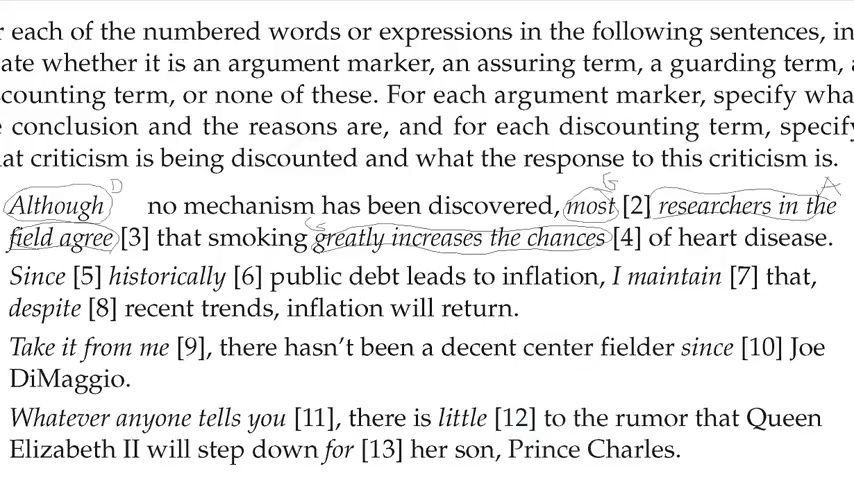 r each of the numbered words or expressions in the following sentences, in
ate whether it is an argument marker, an assuring term, a guarding term, a
scounting term, or none of these. For each argument marker, specify wha
e conclusion and the reasons are, and for each discounting term, specify
hat criticism is being discounted and what the response to this criticism is.
D G A
Although no mechanism has been discovered, most [2] researchers in the
field agree [3] that smoking greatly increases the chances [4] of heart disease.
Since [5] historically [6] public debt leads to inflation, I maintain [7] that,
despite [8] recent trends, inflation will return.
Take it from me [9], there hasn't been a decent center fielder since [10] Joe
DiMaggio.
Whatever anyone tells you [11], there is little [12] to the rumor that Queen
Elizabeth II will step down for [13] her son, Prince Charles.